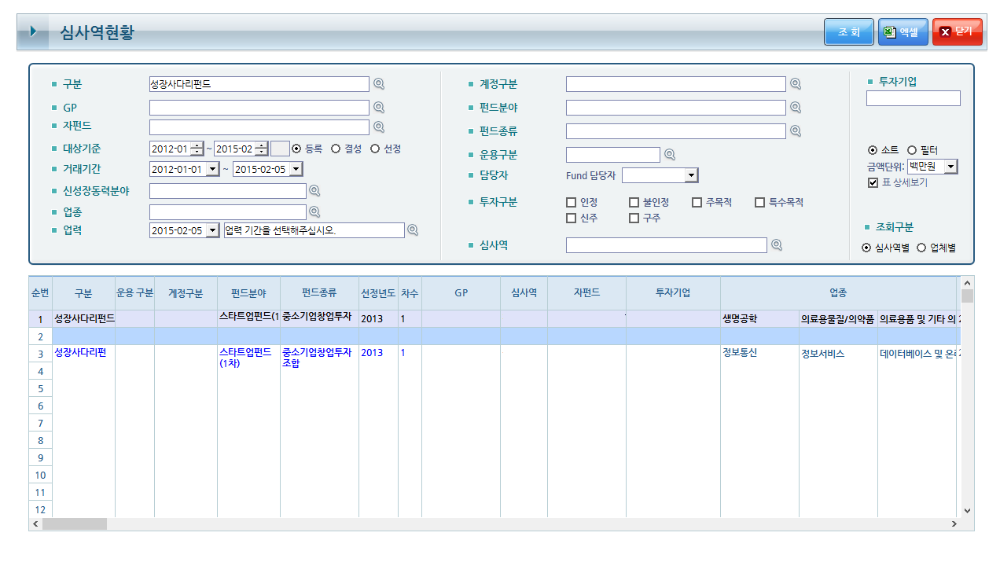 심사역현황
조 회
엑셀
닫기
구분 성장사다리펀드
GP
자펀드
대상기준 2012-01 ~ 2015-02 등록 결성 선정
거래기간 2012-01-01 ~ 2015-02-05
신성장동력분야
업종
업력 2015-02-05 업력 기간을 선택해주십시오.
계정구분
펀드분야
펀드종류
운용구분
담당자 Fund 담당자
투자구분 인정 불인정 주목적 특수목적
신주 구주
심사역
투자기업
소트 필터
금액단위: 백만원
표 상세보기
조회구분
심사역별 업체별
순번 구분 운용 구분 계정구분 펀드분야 펀드종류 선정년도 차수 GP 심사역 자펀드 투자기업 업종
1 성장사다리펀드 스타트업펀드(1 중소기업창업투자 2013 1 생명공학 의료용물질/의약품 의료용품 및 기타 의 2
2
3 성장사다리펀 스타트업펀드 중소기업창업투자 2013 1 정보통신 정보서비스 데이터베이스 및 온라 2
(1차) 조합
4
5
6
7
8
9
10
11
12